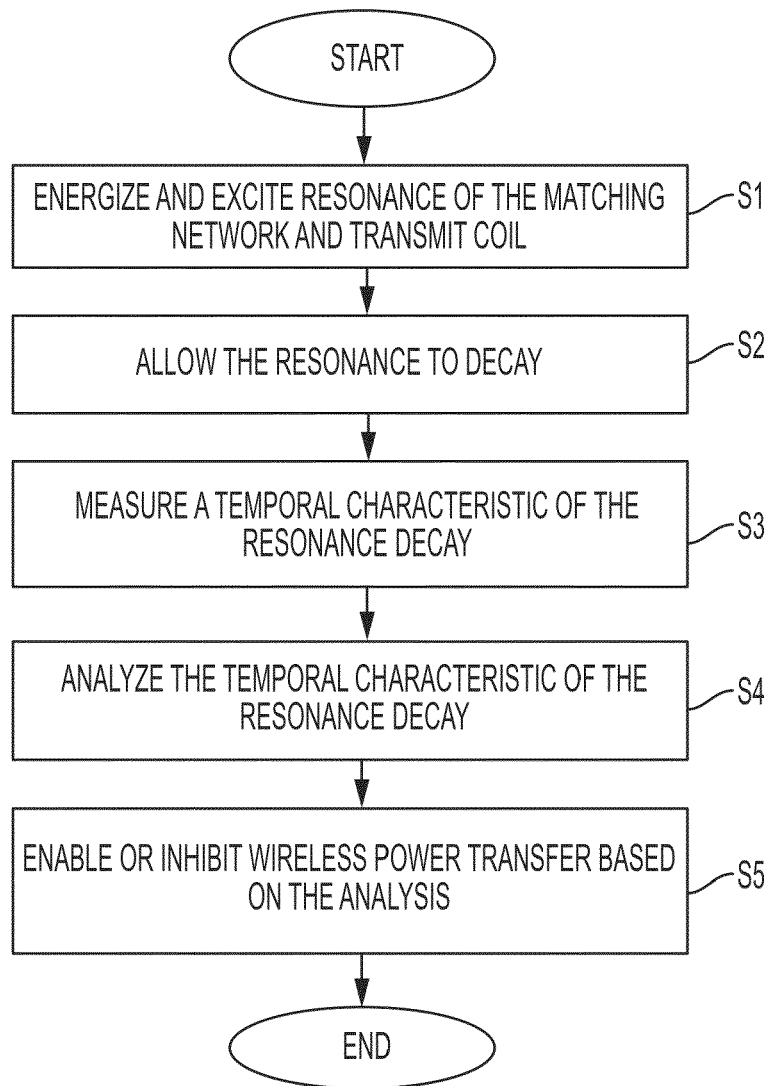 START
ENERGIZE AND EXCITE RESONANCE OF THE MATCHING
NETWORK AND TRANSMIT COIL
S1
ALLOW THE RESONANCE TO DECAY
S2
MEASURE A TEMPORAL CHARACTERISTIC OF THE
RESONANCE DECAY
S3
ANALYZE THE TEMPORAL CHARACTERISTIC OF THE
RESONANCE DECAY
S4
ENABLE OR INHIBIT WIRELESS POWER TRANSFER BASED
ON THE ANALYSIS
S5
END